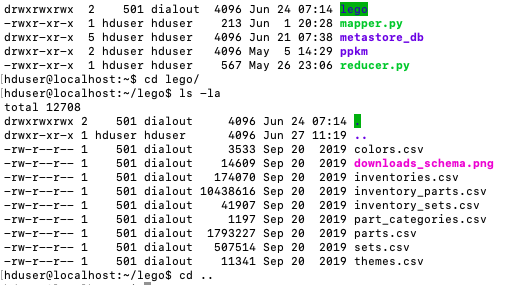 drwxrwxrwx 2 501 dialout 4096 Jun 24 07:14 lego
-rwxr-xr-x 1 hduser hduser 213 Jun 1 20:28 mapper.py
drwxr-xr-x 5 hduser hduser 4096 Jun 21 07:38 metastore_db
drwxr-xr-x 2 hduser hduser 4096 May 5 14:29 ppkm
-rwxr-xr-x 1 hduser hduser 567 May 26 23:06 reducer.py
[hduser@localhost:~$ cd lego/
[hduser@localhost:~/lego$ ls -la
total 12708
drwxrwxrwx 2 501 dialout 4096 Jun 24 07:14 .
drwxr-xr-x 1 hduser hduser 4096 Jun 27 11:19 ..
-rw-r--r-- 1 501 dialout 3533 Sep 20 2019 colors.csv
-rw-r--r-- 1 501 dialout 14609 Sep 20 2019 downloads_schema.png
-rw-r--r-- 1 501 dialout 174070 Sep 20 2019 inventories.csv
-rw-r--r-- 1 501 dialout 10438616 Sep 20 2019 inventory_parts.csv
-rw-r--r-- 1 501 dialout 41907 Sep 20 2019 inventory_sets.csv
-rw-r--r-- 1 501 dialout 1197 Sep 20 2019 part_categories.csv
-rw-r--r-- 1 501 dialout 1793227 Sep 20 2019 parts.csv
-rw-r--r-- 1 501 dialout 507514 Sep 20 2019 sets.csv
-rw-r--r-- 1 501 dialout 11341 Sep 20 2019 themes.csv
[hduser@localhost:~/lego$ cd ..